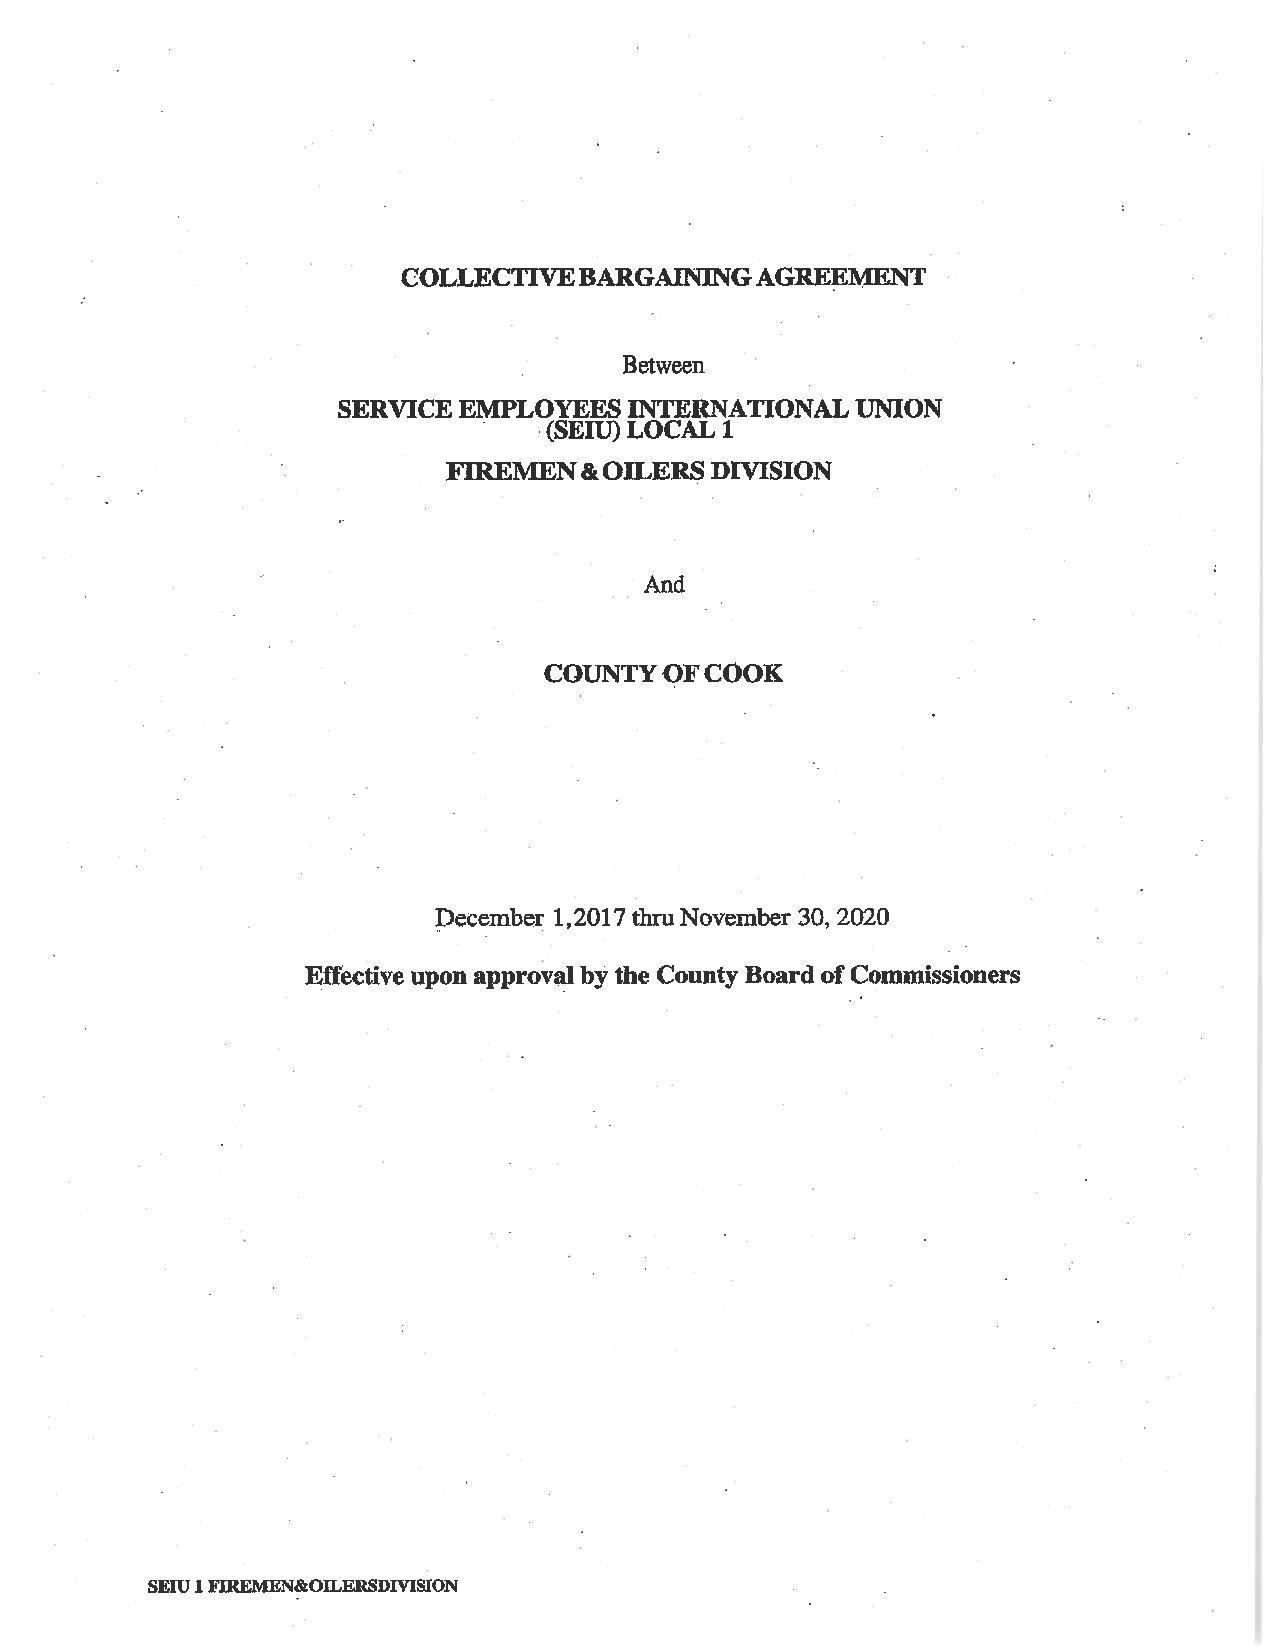 COLLECTIVE BARGAINING AGREEMENT
Between
SERVICE EMPLOYEES INTERNATIONAL UNION
(SEIU) LOCAL 1
FIREMEN & OILERS DIVISION
And
COUNTY OF COOK
December 1,2017 thru November 30, 2020
Effective upon approval by the County Board of Commissioners
SEIU 1 FIREMEN&OILERSDIVISION